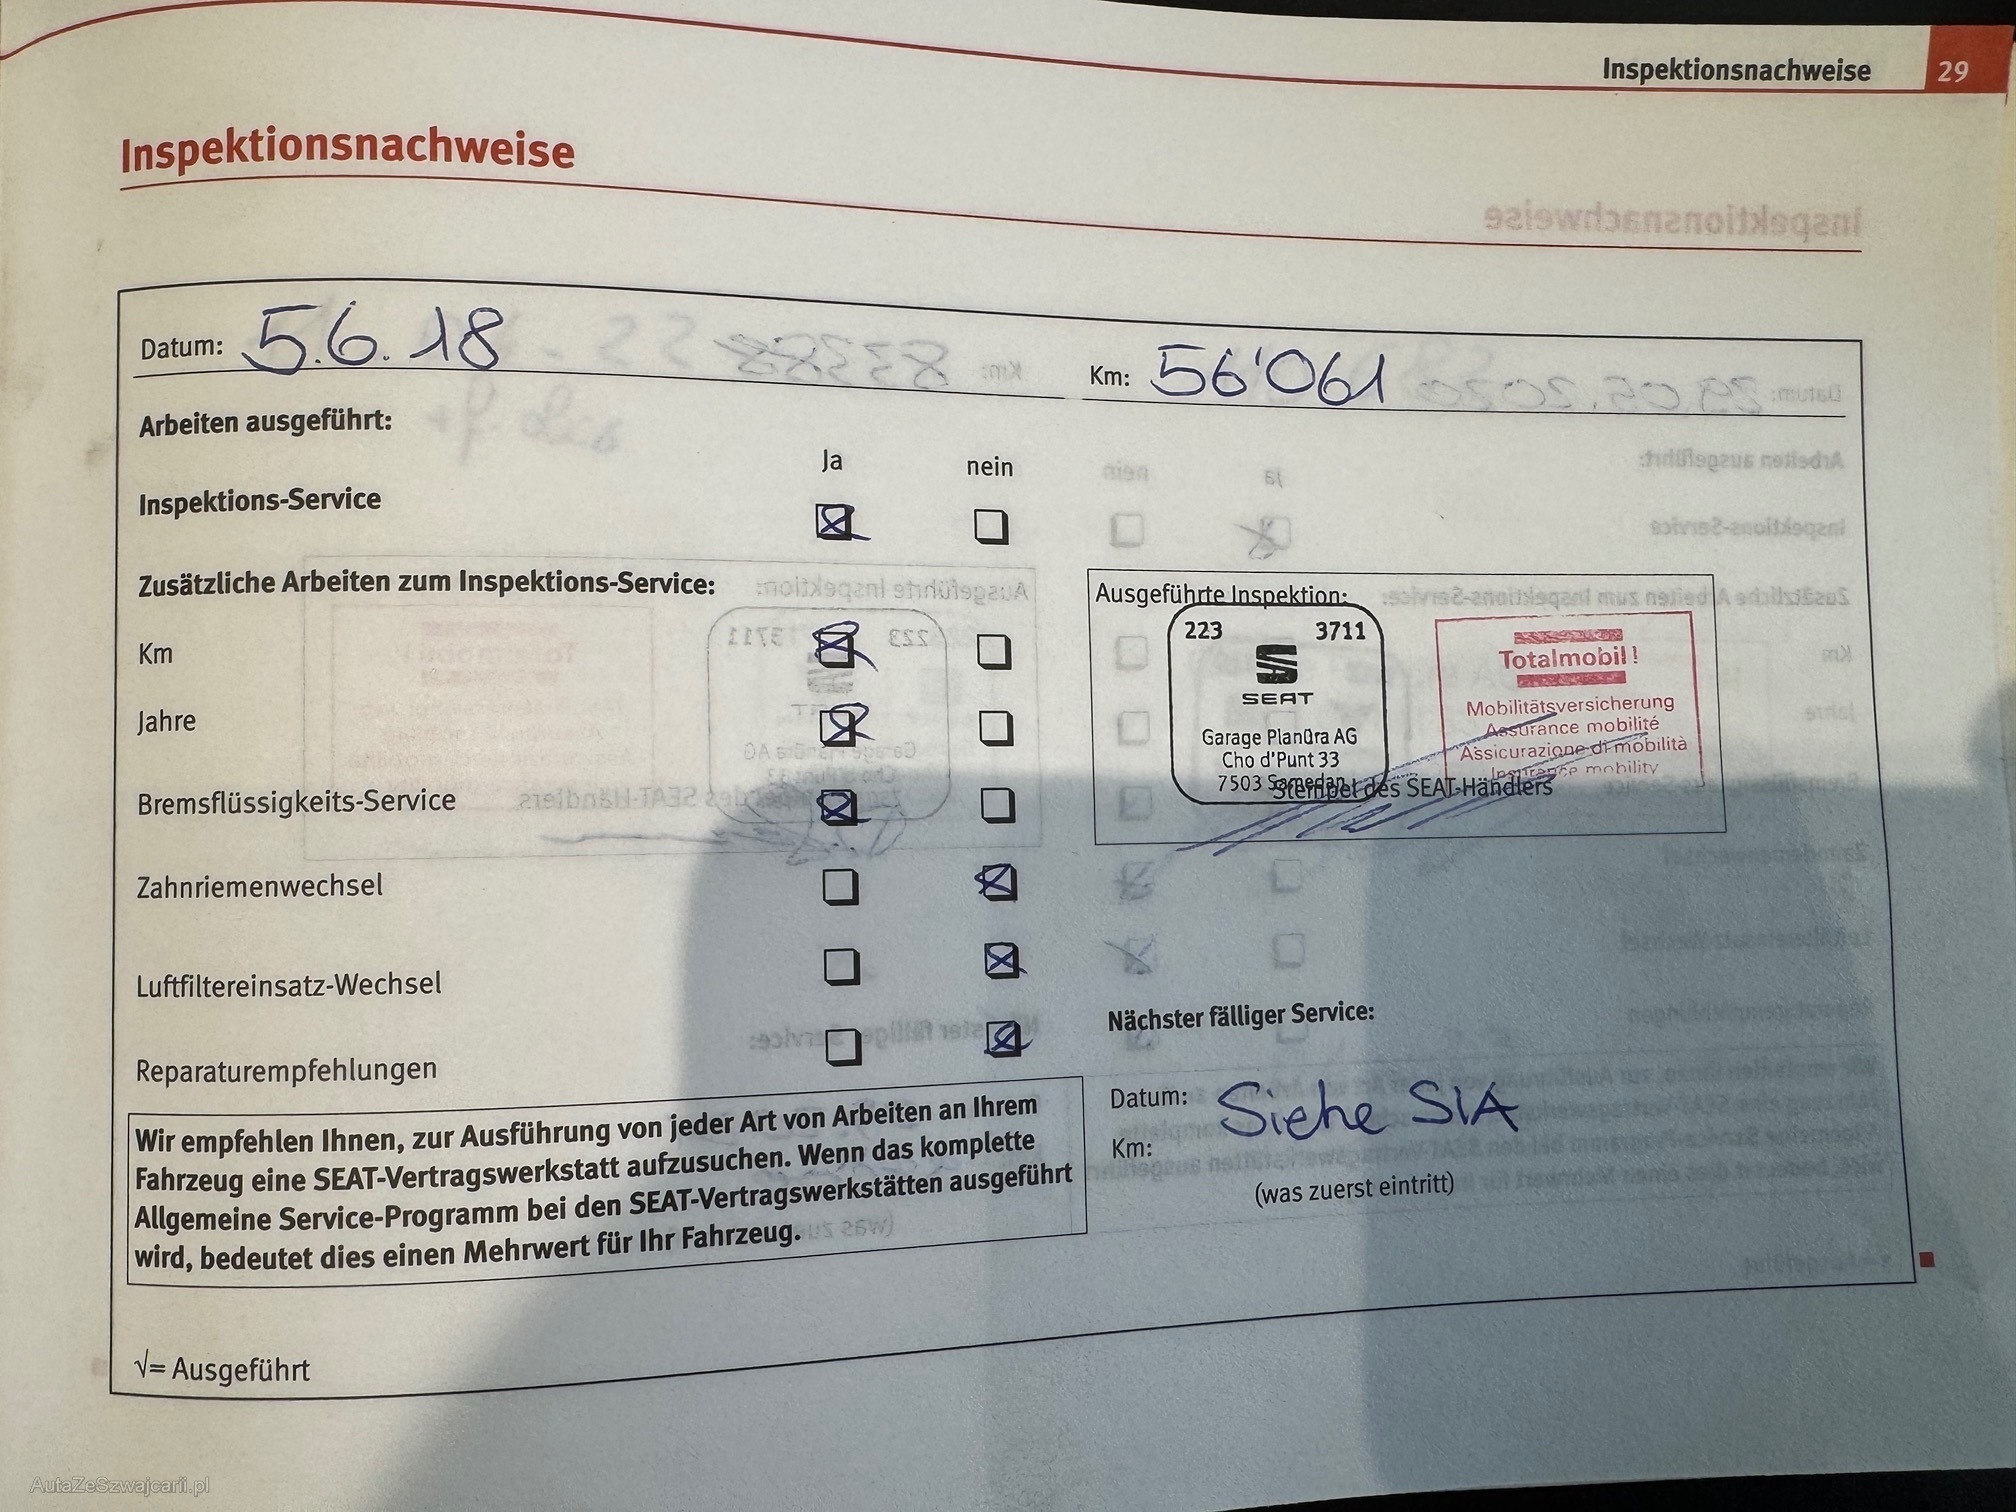 Inspektionsnachweise 29
Inspektionsnachweise
Datum: 5.6.18
Km: 56'061
Arbeiten ausgeführt:
Ja nein
Inspektions-Service
Zusätzliche Arbeiten zum Inspektions-Service:
Km
Jahre
Bremsflüssigkeits-Service
Zahnriemenwechsel
Luftfiltereinsatz-Wechsel
Reparaturempfehlungen
Ausgeführte Inspektion:
223 3711
SEAT
Garage Planüra AG
Cho d'Punt 33
7503 Samedan
Totalmobil!
Mobilitätsversicherung
Assurance mobilité
Assicurazione di mobilità
Insurance mobility
Stempel des SEAT-Händlers
Nächster fälliger Service:
Datum: Siehe SIA
Km:
(was zuerst eintritt)
Wir empfehlen Ihnen, zur Ausführung von jeder Art von Arbeiten an Ihrem
Fahrzeug eine SEAT-Vertragswerkstatt aufzusuchen. Wenn das komplette
Allgemeine Service-Programm bei den SEAT-Vertragswerkstätten ausgeführt
wird, bedeutet dies einen Mehrwert für Ihr Fahrzeug.
√= Ausgeführt
AutaZeSzwajcarii.pl